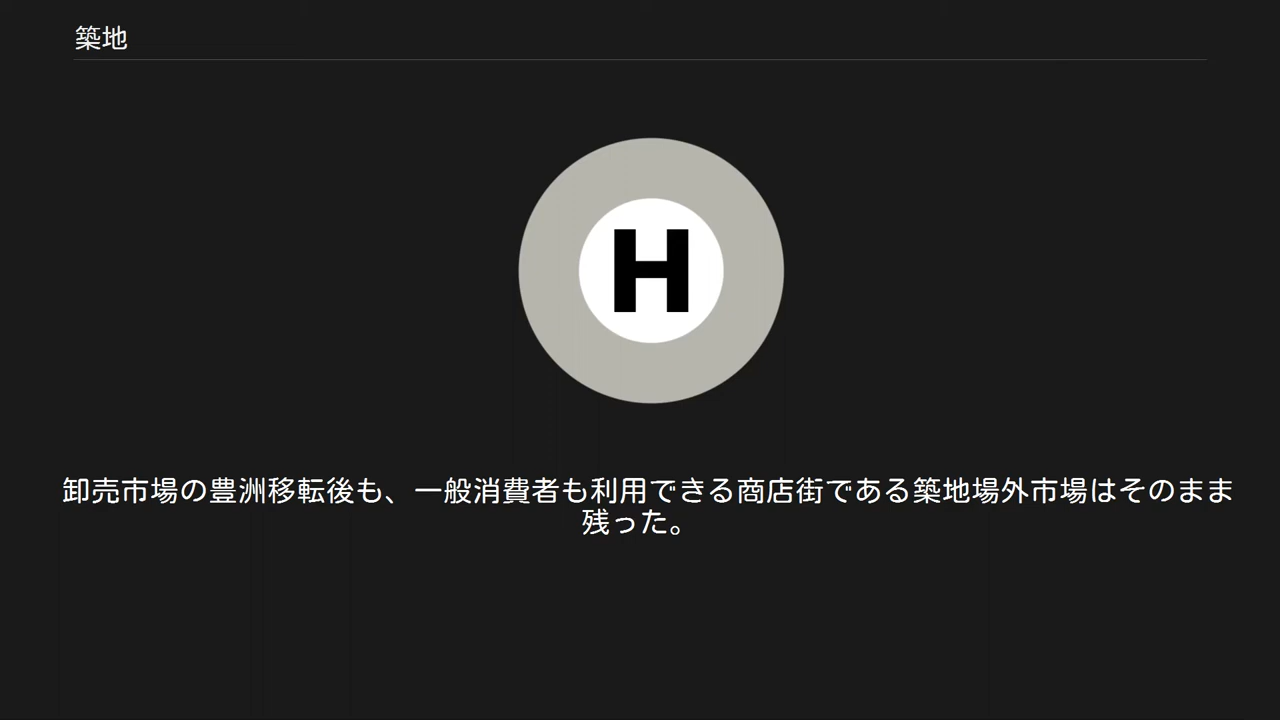 築地
H
卸売市場の豊洲移転後も、一般消費者も利用できる商店街である築地場外市場はそのまま
残った。